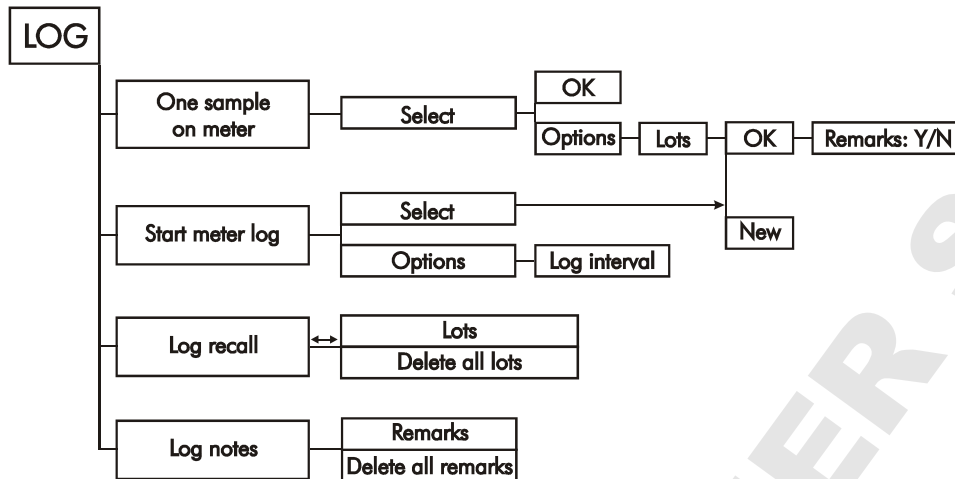 LOG
One sample
on meter
Select
OK
Options
Lots
OK
Remarks: Y/N
New
Start meter log
Select
Options
Log interval
Log recall
Lots
Delete all lots
Log notes
Remarks
Delete all remarks